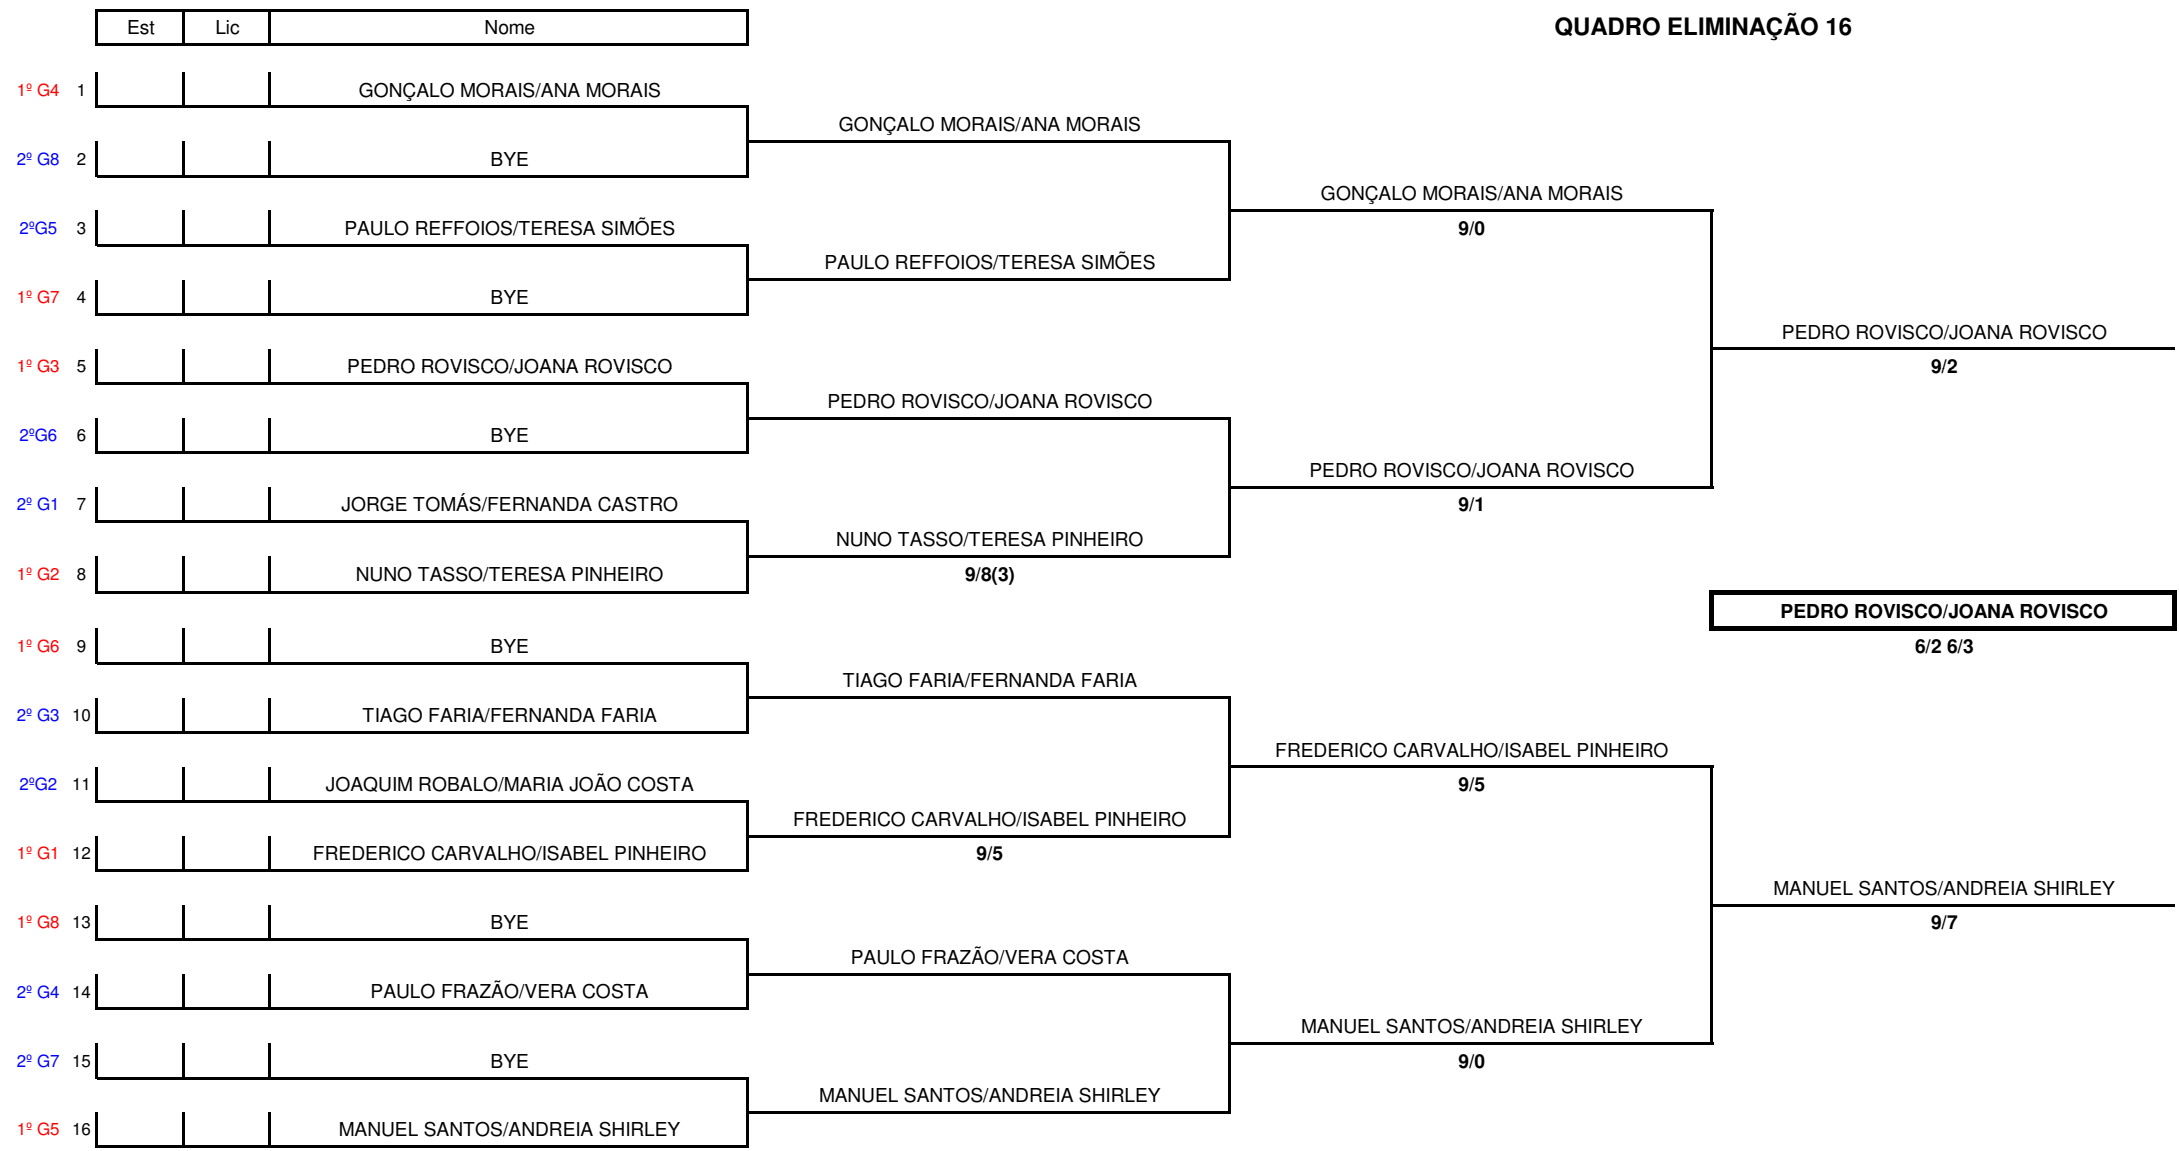 Est Lic Nome
QUADRO ELIMINAÇÃO 16
1º G4 1 GONÇALO MORAIS/ANA MORAIS
GONÇALO MORAIS/ANA MORAIS
2º G8 2 BYE
GONÇALO MORAIS/ANA MORAIS
9/0
2ºG5 3 PAULO REFFOIOS/TERESA SIMÕES
PAULO REFFOIOS/TERESA SIMÕES
1º G7 4 BYE
PEDRO ROVISCO/JOANA ROVISCO
9/2
1º G3 5 PEDRO ROVISCO/JOANA ROVISCO
PEDRO ROVISCO/JOANA ROVISCO
2ºG6 6 BYE
PEDRO ROVISCO/JOANA ROVISCO
9/1
2º G1 7 JORGE TOMÁS/FERNANDA CASTRO
NUNO TASSO/TERESA PINHEIRO
9/8(3)
1º G2 8 NUNO TASSO/TERESA PINHEIRO
PEDRO ROVISCO/JOANA ROVISCO
6/2 6/3
1º G6 9 BYE
TIAGO FARIA/FERNANDA FARIA
2º G3 10 TIAGO FARIA/FERNANDA FARIA
FREDERICO CARVALHO/ISABEL PINHEIRO
9/5
2ºG2 11 JOAQUIM ROBALO/MARIA JOÃO COSTA
FREDERICO CARVALHO/ISABEL PINHEIRO
9/5
1º G1 12 FREDERICO CARVALHO/ISABEL PINHEIRO
MANUEL SANTOS/ANDREIA SHIRLEY
9/7
1º G8 13 BYE
PAULO FRAZÃO/VERA COSTA
2º G4 14 PAULO FRAZÃO/VERA COSTA
MANUEL SANTOS/ANDREIA SHIRLEY
9/0
2º G7 15 BYE
MANUEL SANTOS/ANDREIA SHIRLEY
1º G5 16 MANUEL SANTOS/ANDREIA SHIRLEY